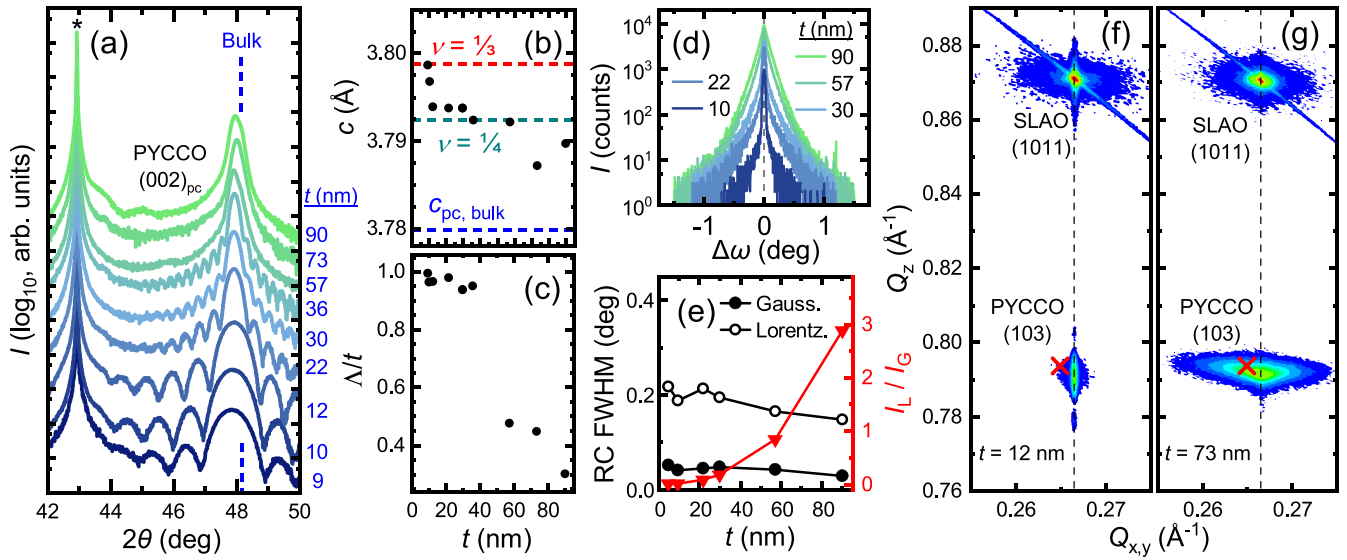 (a)
*
Bulk
PYCCO
(002)pc
t (nm)
90
73
57
36
30
22
12
10
9
I (log10, arb. units)
42 44 46 48 50
2θ (deg)
(b)
ν = ⅓
ν = ¼
cpc, bulk
c (Å)
3.80
3.79
3.78
(c)
Λ/t
1.0
0.8
0.6
0.4
0 20 40 60 80
t (nm)
(d)
t (nm)
22
10
90
57
30
I (counts)
10⁴
10³
10²
10¹
10⁰
-1 0 1
Δω (deg)
(e)
Gauss.
Lorentz.
RC FWHM (deg)
0.4
0.2
0.0
3
2
1
0
IL / IG
0 20 40 60 80
t (nm)
(f)
SLAO
(1011)
PYCCO
(103)
t = 12 nm
Qz (Å⁻¹)
0.88
0.86
0.84
0.82
0.80
0.78
0.76
0.26 0.27
(g)
SLAO
(1011)
PYCCO
(103)
t = 73 nm
0.26 0.27
Qx,y (Å⁻¹)